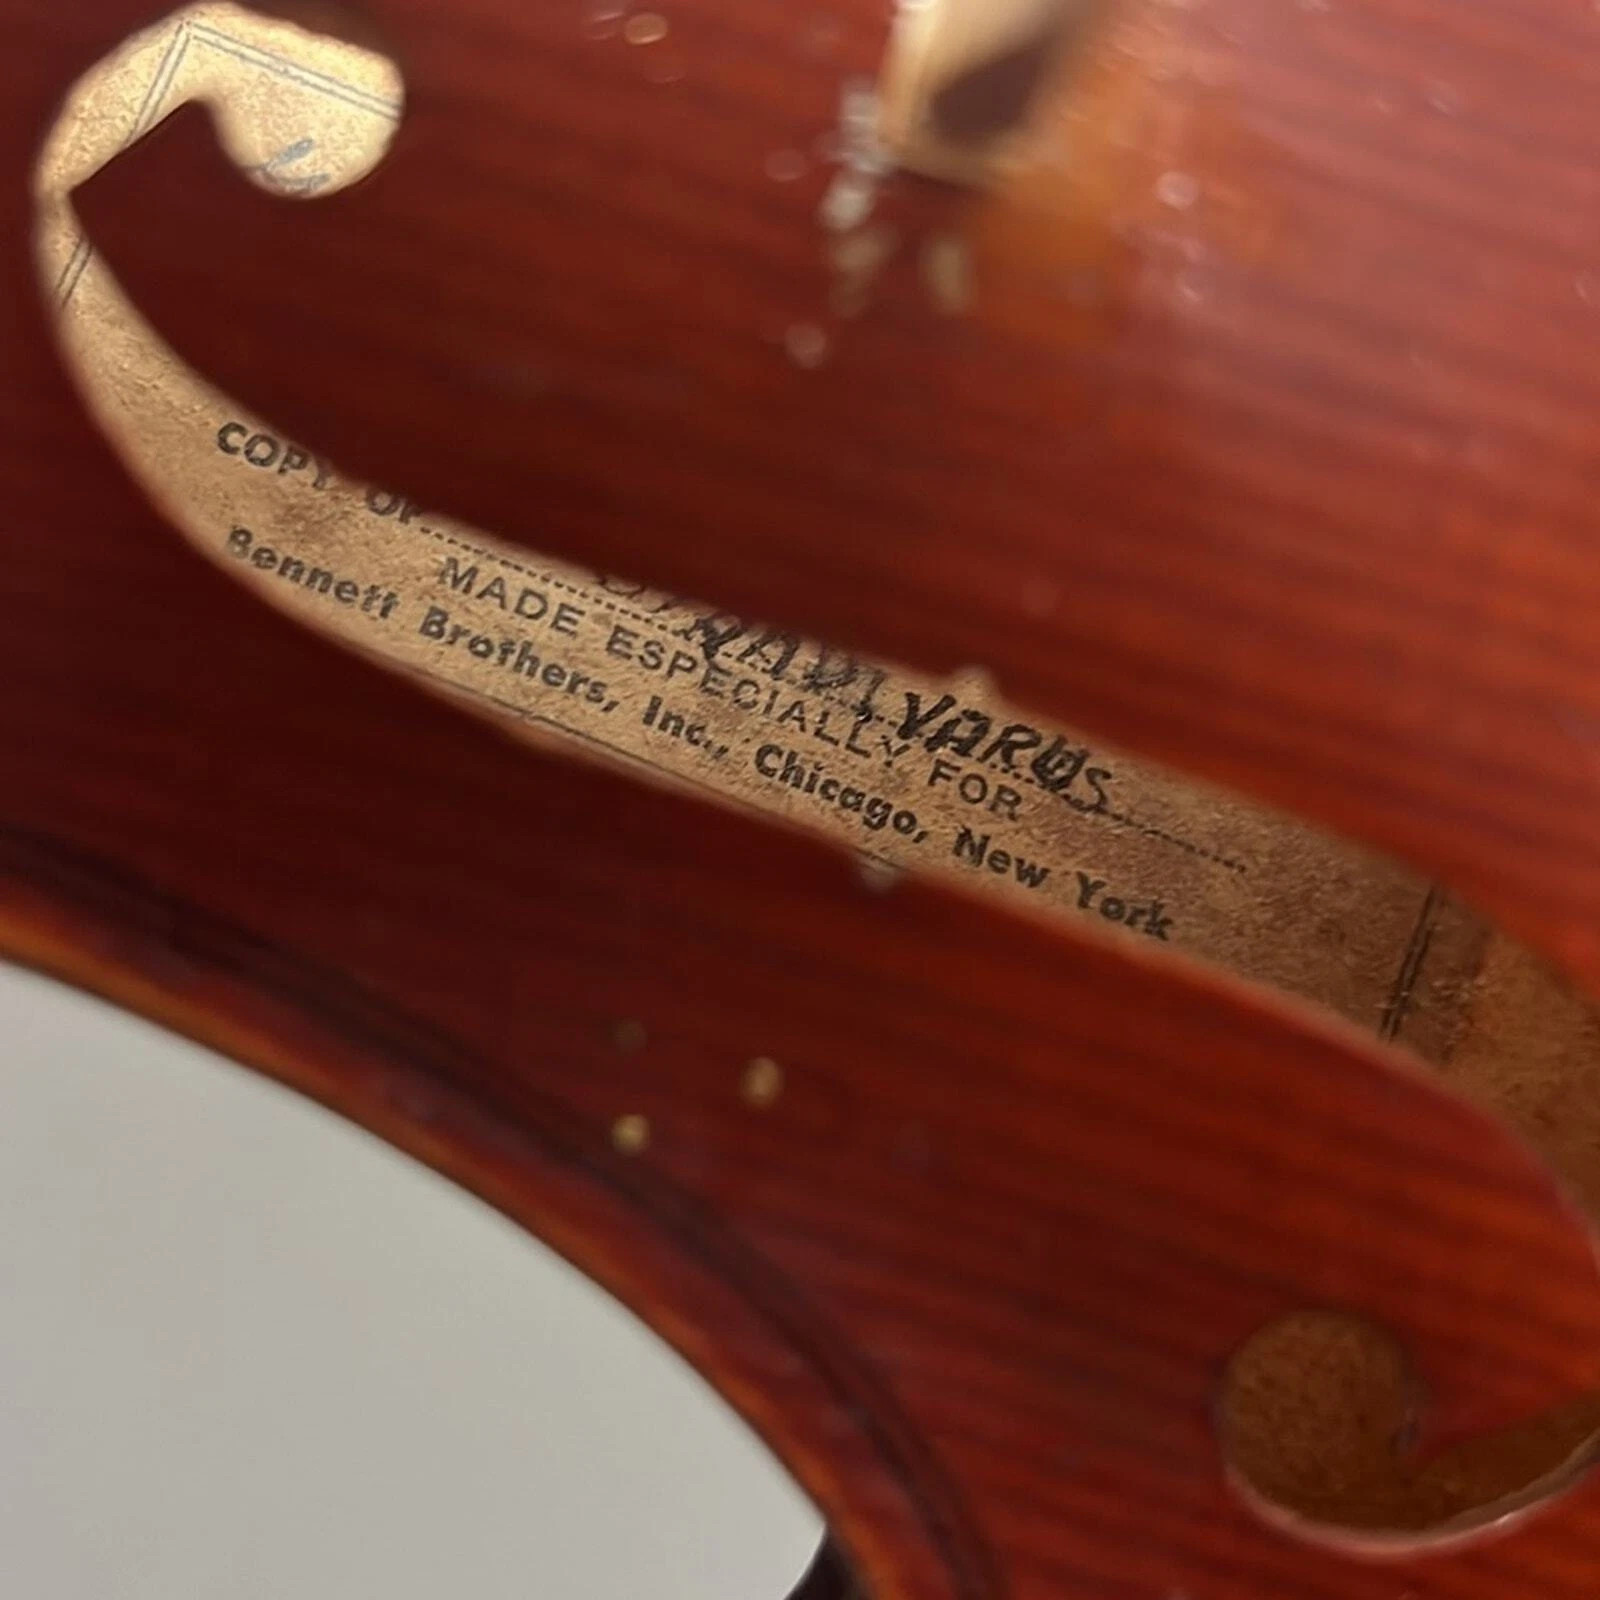 COPY OF STRADIVARUS
MADE ESPECIALLY FOR
Bennett Brothers, Inc., Chicago, New York